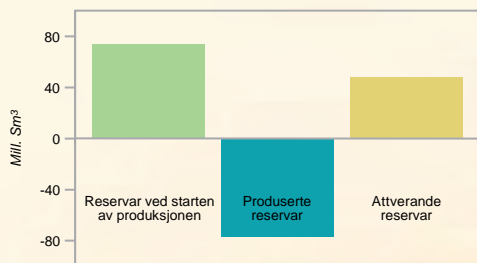 Mill. Sm³
80
40
0
-40
-80
Reservar ved starten
av produksjonen
Produserte
reservar
Attverande
reservar